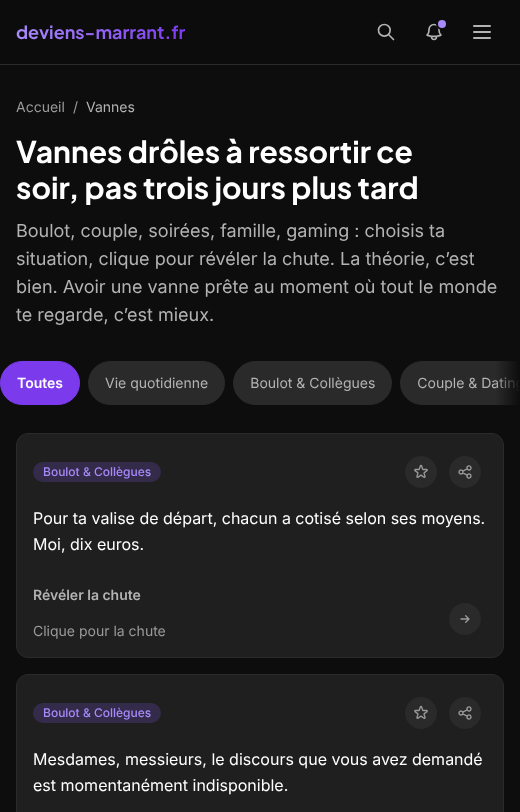 deviens-marrant.fr
Accueil / Vannes
Vannes drôles à ressortir ce
soir, pas trois jours plus tard
Boulot, couple, soirées, famille, gaming : choisis ta
situation, clique pour révéler la chute. La théorie, c’est
bien. Avoir une vanne prête au moment où tout le monde
te regarde, c’est mieux.
Toutes Vie quotidienne Boulot & Collègues Couple & Dating
Boulot & Collègues
Pour ta valise de départ, chacun a cotisé selon ses moyens.
Moi, dix euros.
Révéler la chute
Clique pour la chute
Boulot & Collègues
Mesdames, messieurs, le discours que vous avez demandé
est momentanément indisponible.